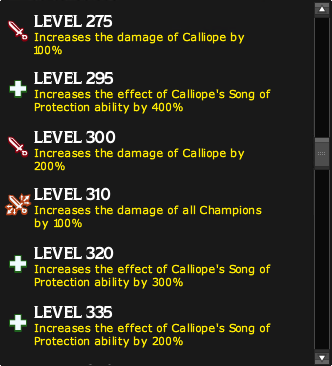 LEVEL 275
Increases the damage of Calliope by
100%
LEVEL 295
Increases the effect of Calliope's Song of
Protection ability by 400%
LEVEL 300
Increases the damage of Calliope by
200%
LEVEL 310
Increases the damage of all Champions
by 100%
LEVEL 320
Increases the effect of Calliope's Song of
Protection ability by 300%
LEVEL 335
Increases the effect of Calliope's Song of
Protection ability by 200%